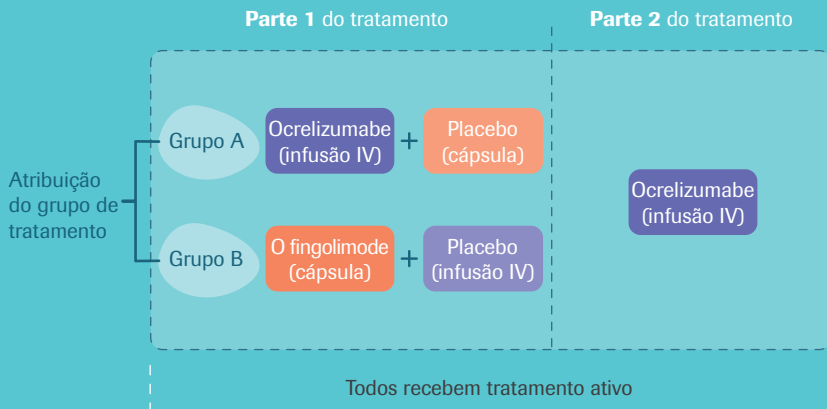 Parte 1 do tratamento
Parte 2 do tratamento
Atribuição
do grupo de
tratamento
Grupo A
Ocrelizumabe
(infusão IV)
+
Placebo
(cápsula)
Grupo B
O fingolimode
(cápsula)
+
Placebo
(infusão IV)
Ocrelizumabe
(infusão IV)
Todos recebem tratamento ativo